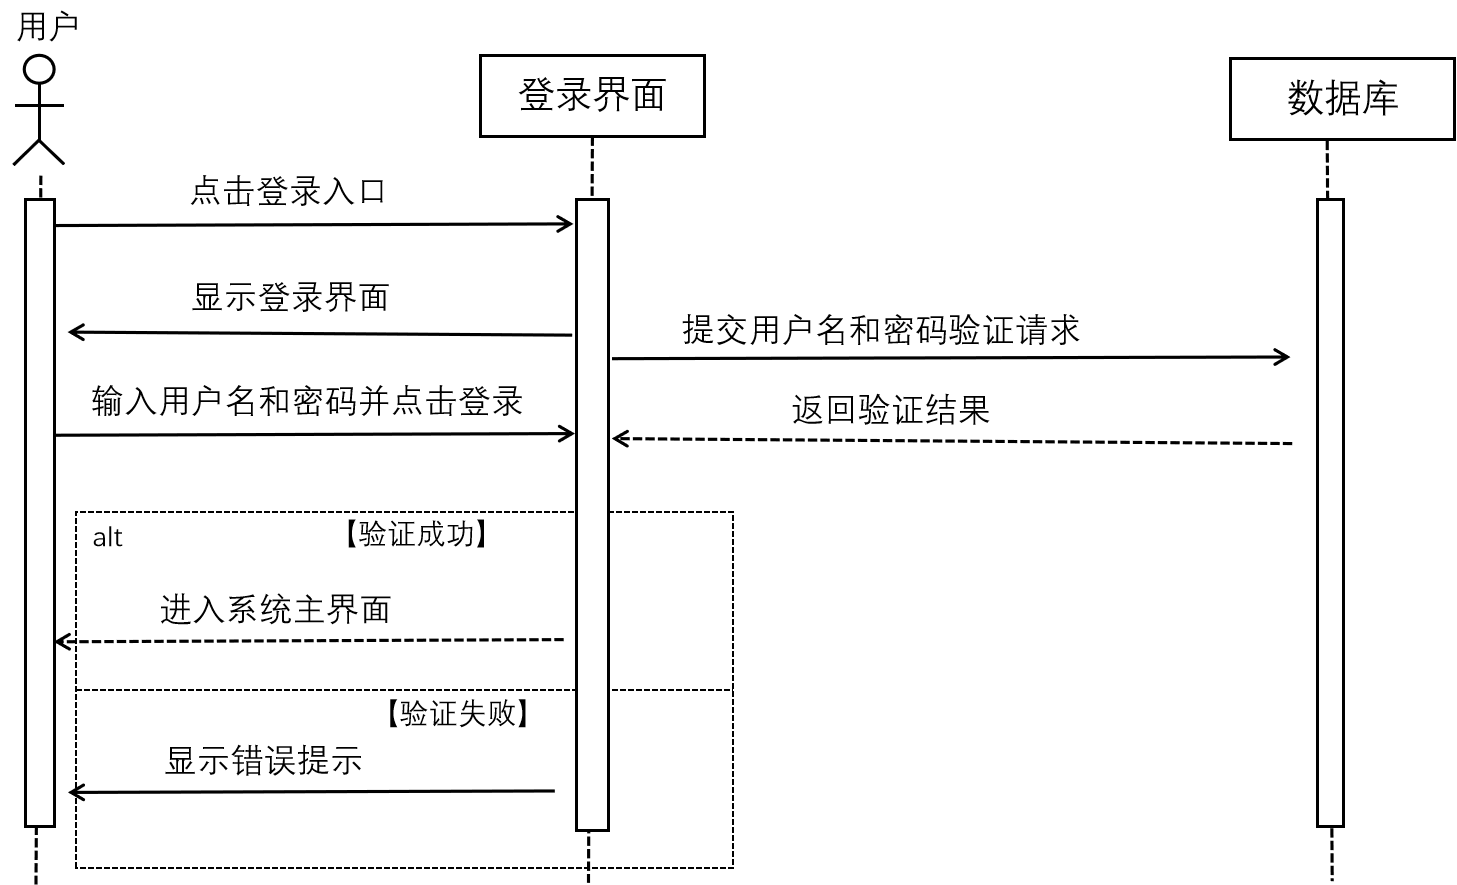 用户
登录界面
数据库
点击登录入口
显示登录界面
提交用户名和密码验证请求
输入用户名和密码并点击登录
返回验证结果
alt
【验证成功】
进入系统主界面
【验证失败】
显示错误提示